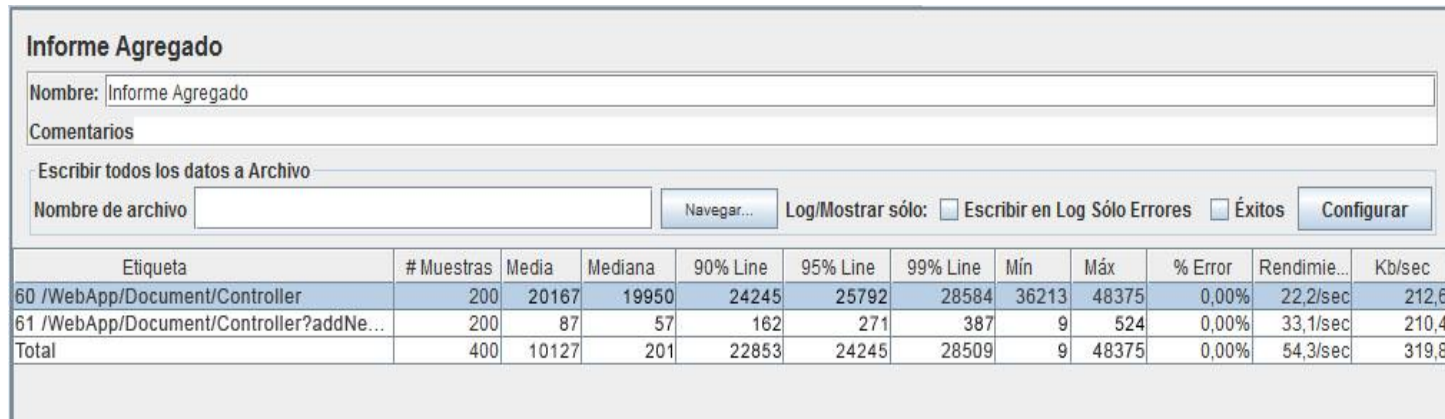 Informe Agregado
Nombre: Informe Agregado
Comentarios
Escribir todos los datos a Archivo
Nombre de archivo Navegar... Log/Mostrar sólo: Escribir en Log Sólo Errores Éxitos Configurar
Etiqueta # Muestras Media Mediana 90% Line 95% Line 99% Line Mín Máx % Error Rendimie... Kb/sec
60 /WebApp/Document/Controller 200 20167 19950 24245 25792 28584 36213 48375 0,00% 22,2/sec 212,6
61 /WebApp/Document/Controller?addNe... 200 87 57 162 271 387 9 524 0,00% 33,1/sec 210,4
Total 400 10127 201 22853 24245 28509 9 48375 0,00% 54,3/sec 319,8